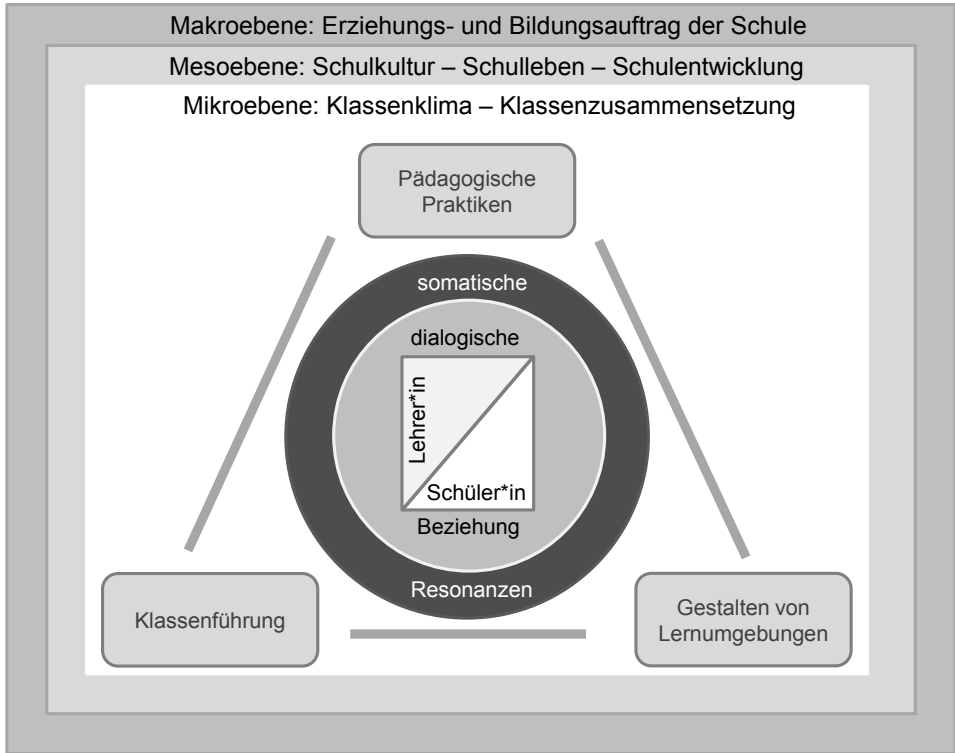 Makroebene: Erziehungs- und Bildungsauftrag der Schule
Mesoebene: Schulkultur – Schulleben – Schulentwicklung
Mikroebene: Klassenklima – Klassenzusammensetzung
Pädagogische
Praktiken
somatische
dialogische
Lehrer*in
Schüler*in
Beziehung
Resonanzen
Klassenführung
Gestalten von
Lernumgebungen